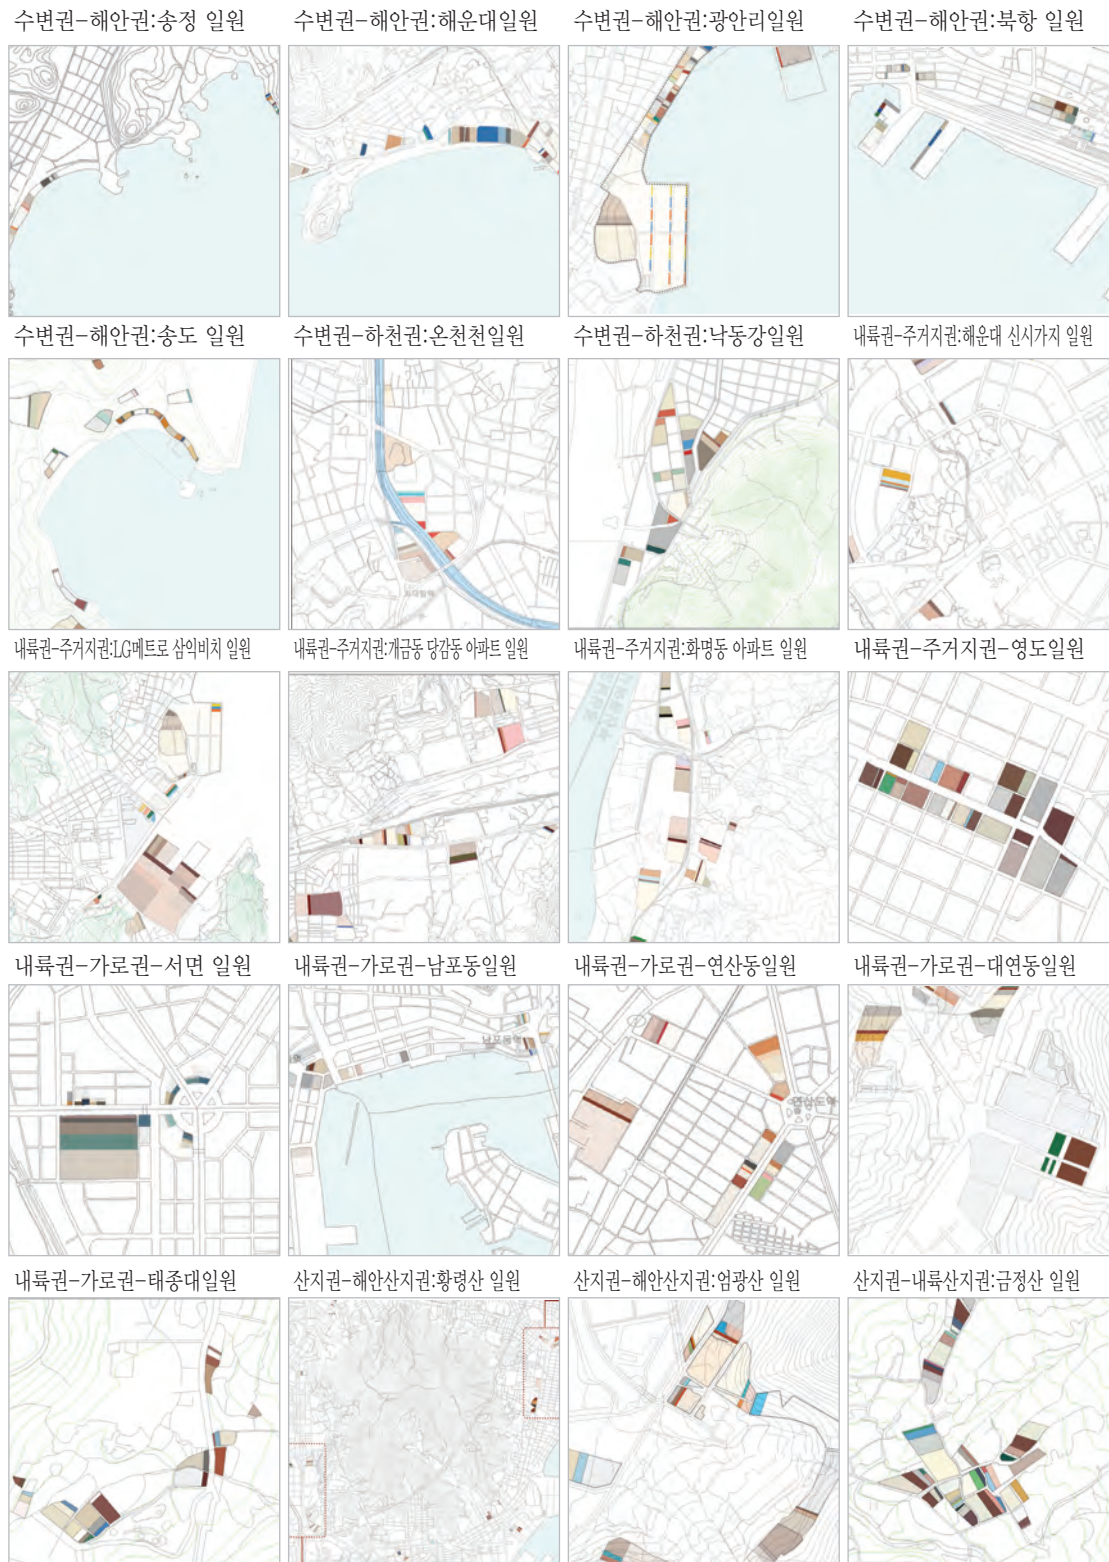 수변권-해안권:송정 일원
수변권-해안권:해운대일원
수변권-해안권:광안리일원
수변권-해안권:북항 일원
수변권-해안권:송도 일원
수변권-하천권:온천천일원
수변권-하천권:낙동강일원
내륙권-주거지권:해운대 신시가지 일원
내륙권-주거지권:LG메트로 삼익비치 일원
내륙권-주거지권:개금동 당감동 아파트 일원
내륙권-주거지권:화명동 아파트 일원
내륙권-주거지권-영도일원
내륙권-가로권-서면 일원
내륙권-가로권-남포동일원
내륙권-가로권-연산동일원
내륙권-가로권-대연동일원
남포동역
내륙권-가로권-태종대일원
산지권-해안산지권:황령산 일원
산지권-해안산지권:엄광산 일원
산지권-내륙산지권:금정산 일원